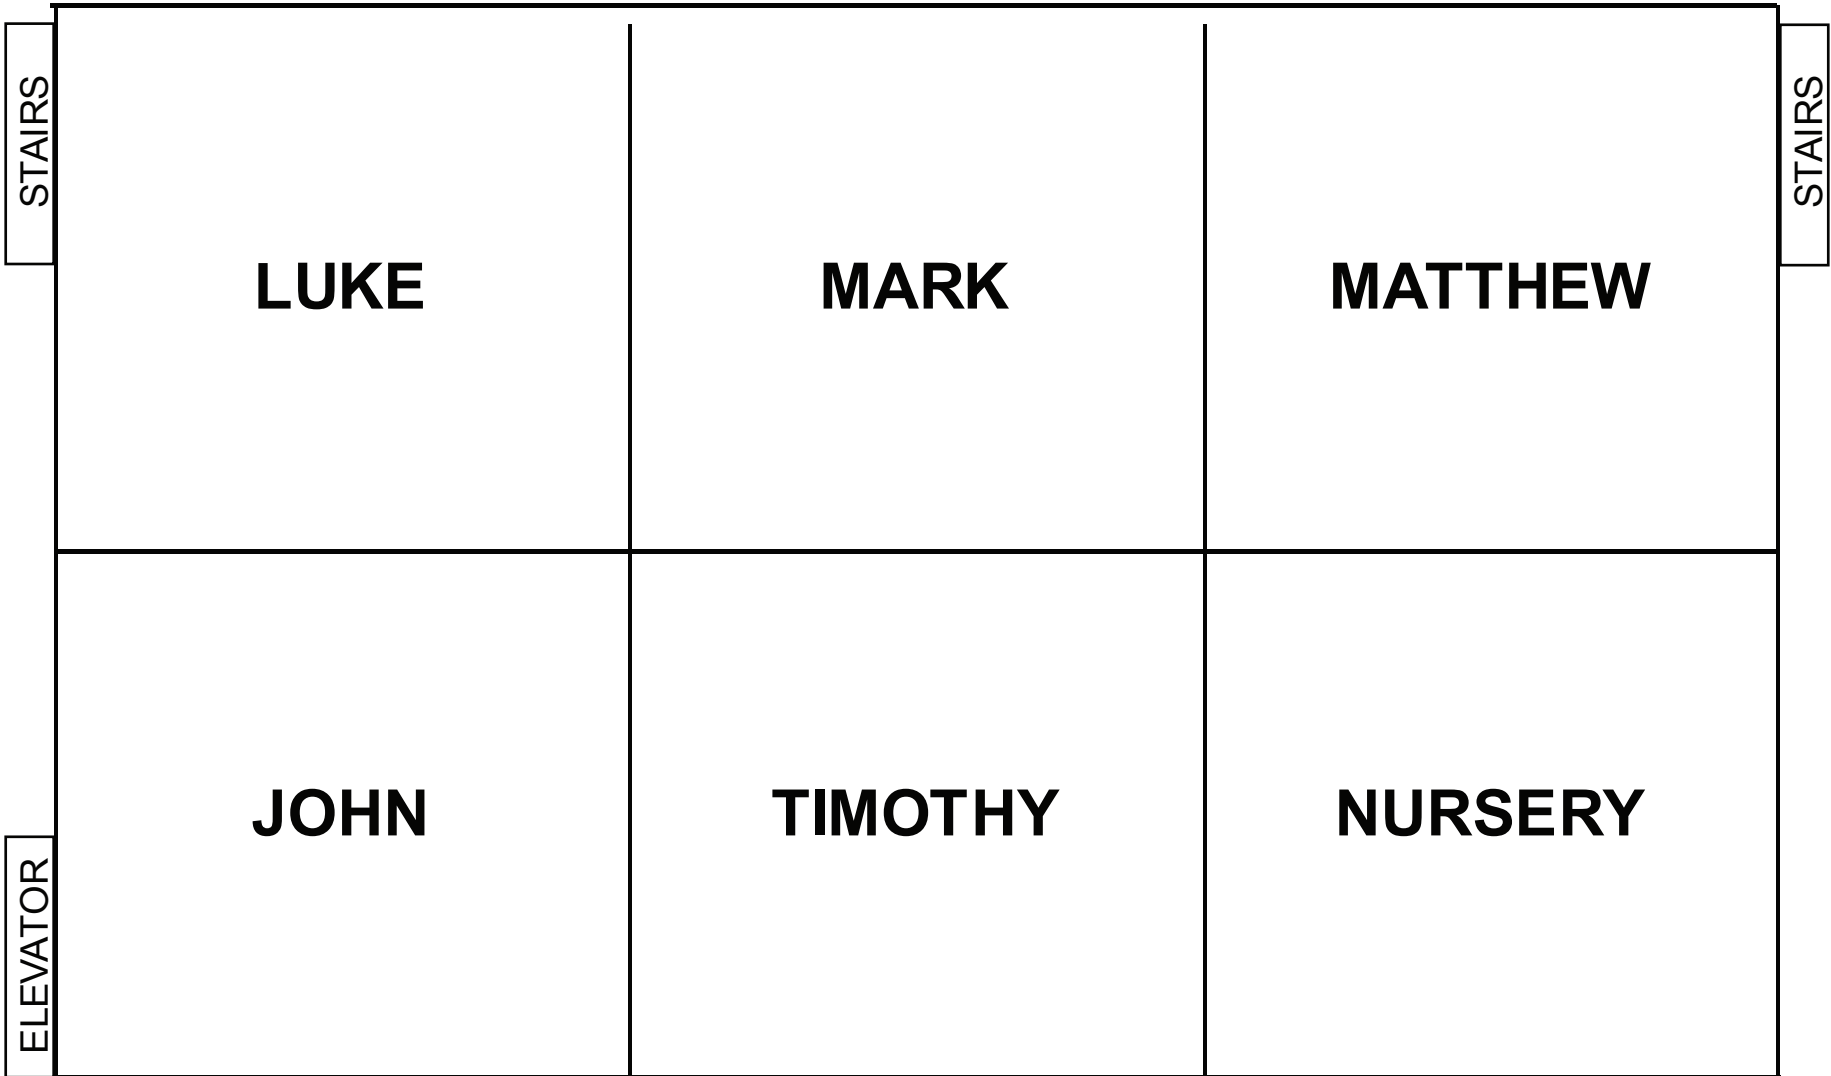 STAIRS
STAIRS
LUKE
MARK
MATTHEW
JOHN
TIMOTHY
NURSERY
ELEVATOR